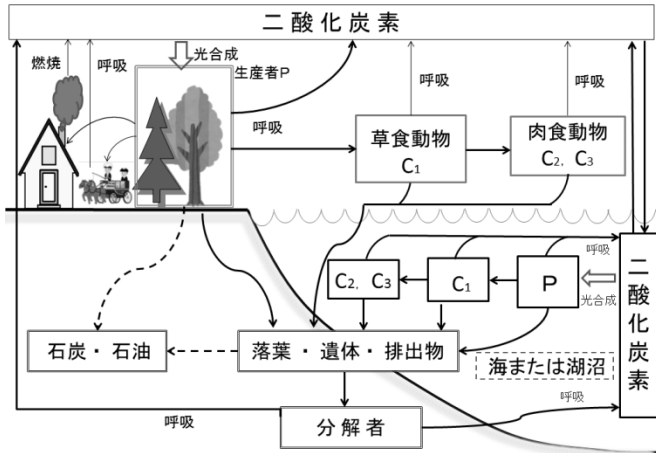 二酸化炭素
燃焼
呼吸
光合成
生産者P
呼吸
呼吸
呼吸
草食動物
C₁
肉食動物
C₂, C₃
呼吸
C₂, C₃
C₁
P
光合成
二酸化炭素
石炭・石油
落葉・遺体・排出物
海または湖沼
呼吸
呼吸
分解者